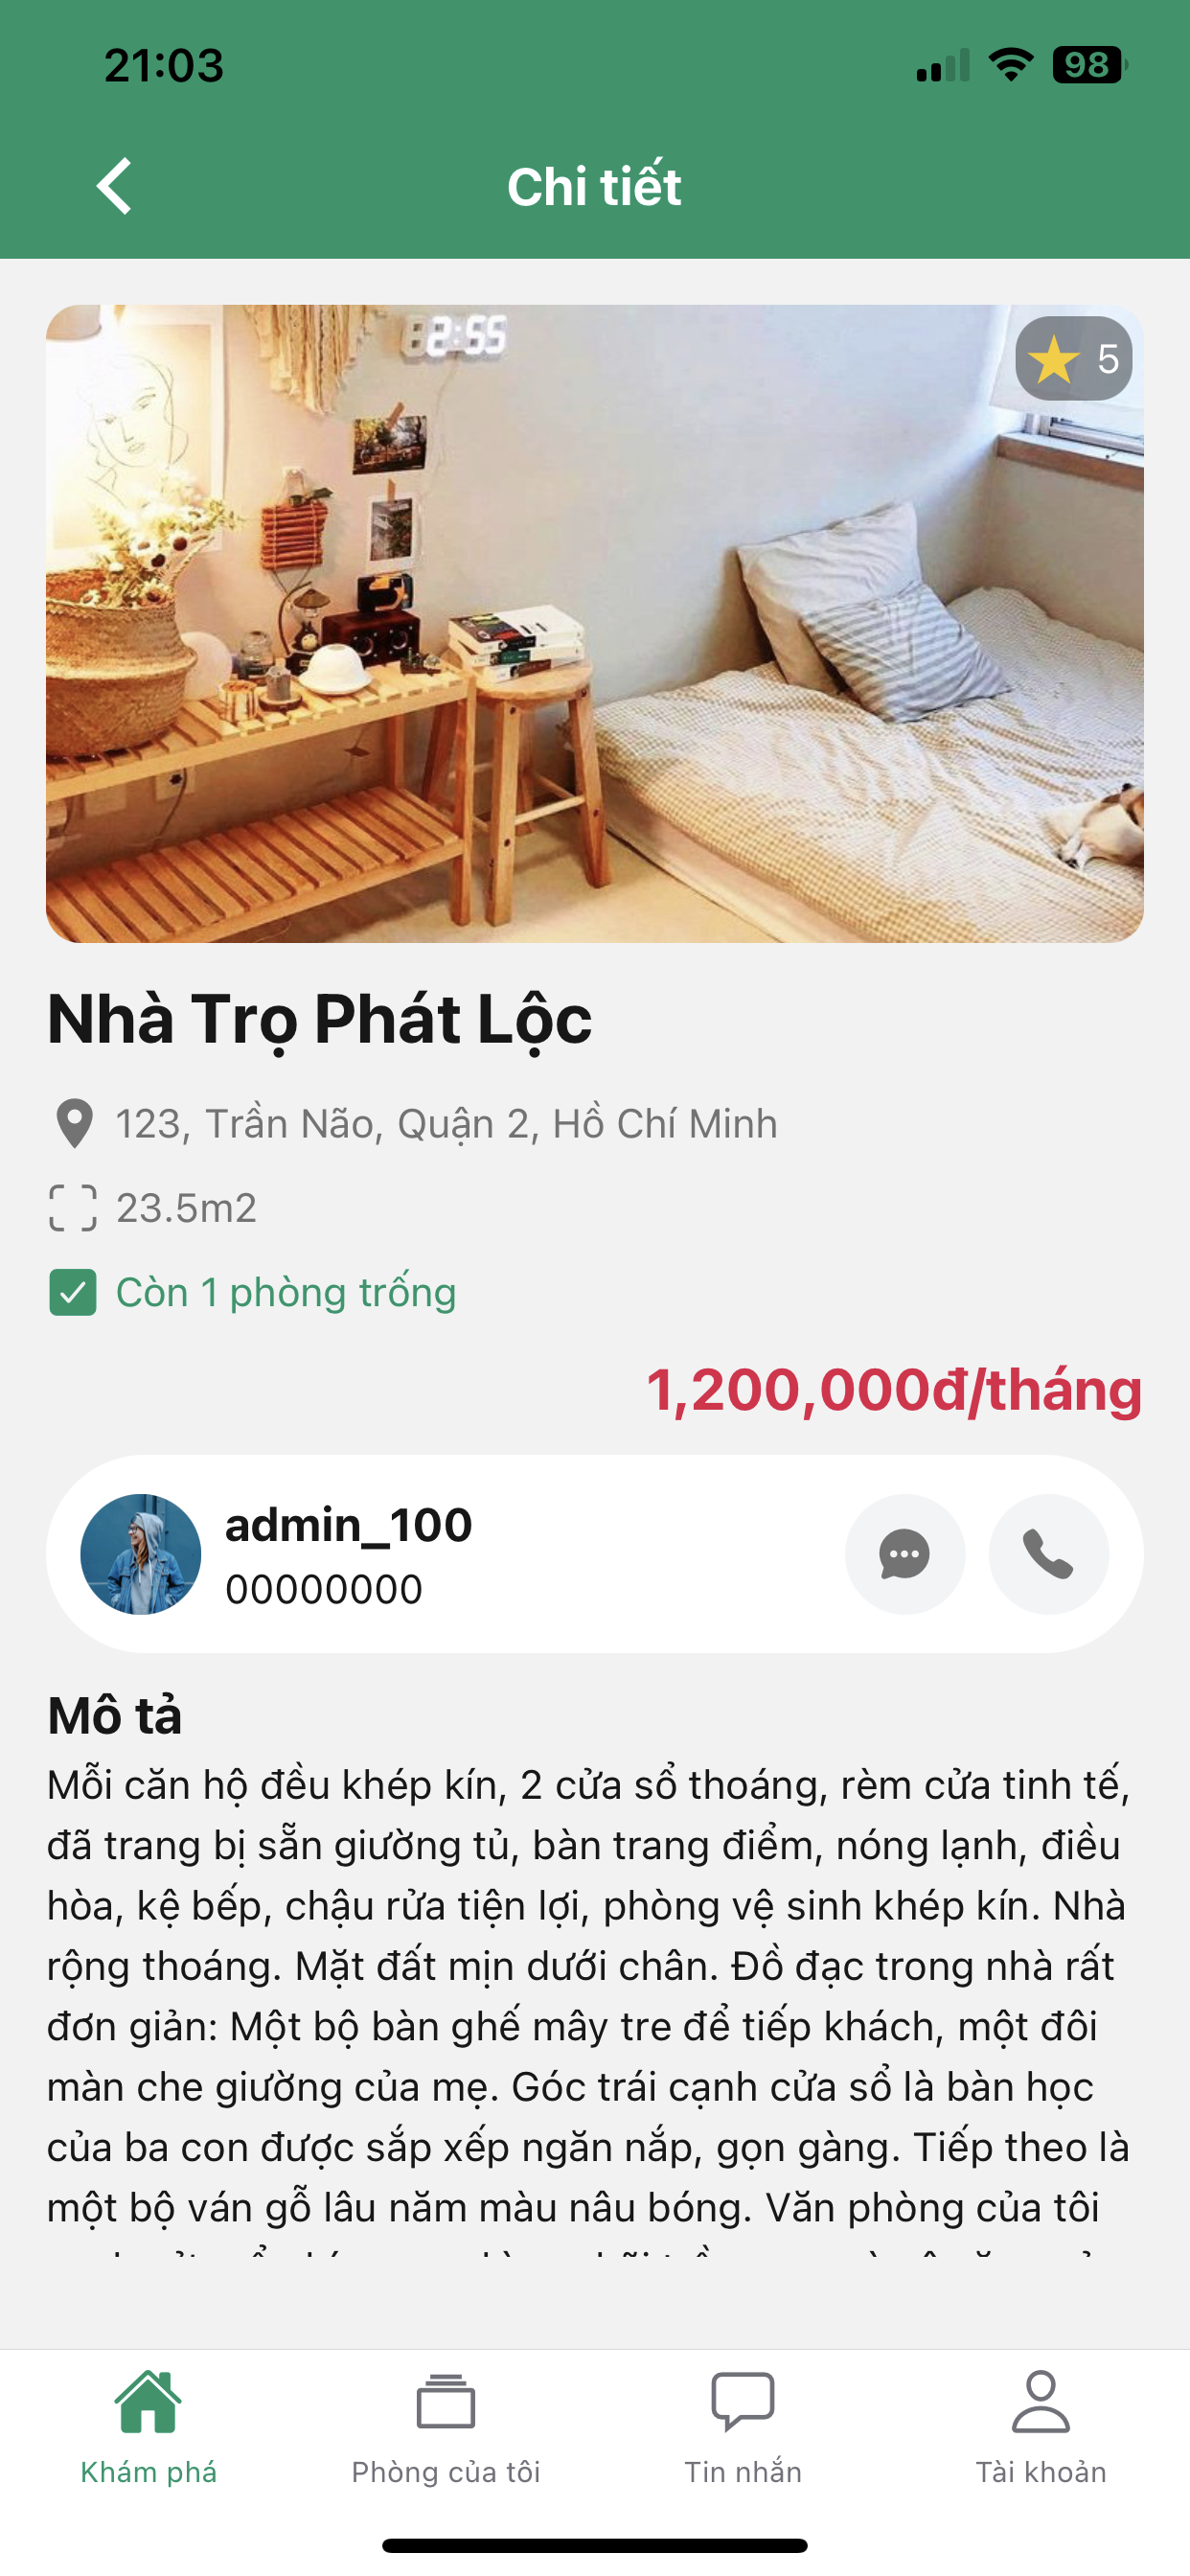 21:03
98
Chi tiết
2:55
5
Nhà Trọ Phát Lộc
123, Trần Não, Quận 2, Hồ Chí Minh
23.5m2
Còn 1 phòng trống
1,200,000đ/tháng
admin_100
00000000
Mô tả
Mỗi căn hộ đều khép kín, 2 cửa sổ thoáng, rèm cửa tinh tế,
đã trang bị sẵn giường tủ, bàn trang điểm, nóng lạnh, điều
hòa, kệ bếp, chậu rửa tiện lợi, phòng vệ sinh khép kín. Nhà
rộng thoáng. Mặt đất mịn dưới chân. Đồ đạc trong nhà rất
đơn giản: Một bộ bàn ghế mây tre để tiếp khách, một đôi
màn che giường của mẹ. Góc trái cạnh cửa sổ là bàn học
của ba con được sắp xếp ngăn nắp, gọn gàng. Tiếp theo là
một bộ ván gỗ lâu năm màu nâu bóng. Văn phòng của tôi
Khám phá
Phòng của tôi
Tin nhắn
Tài khoản